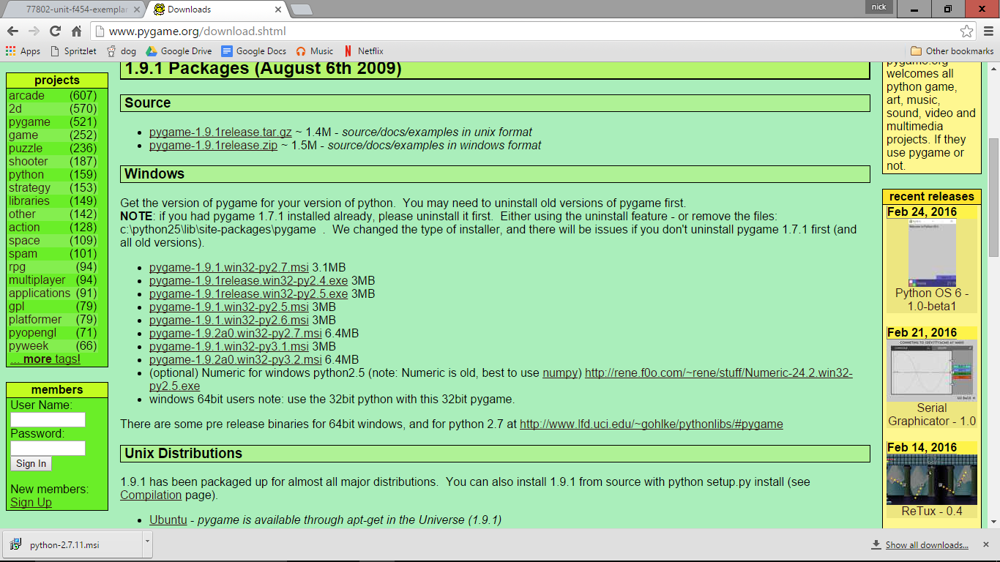 77802-unit-f454-exemplar
Downloads
nick
www.pygame.org/download.shtml
Apps
Spritzlet
dog
Google Drive
Google Docs
Music
Netflix
Other bookmarks
projects
arcade (607)
2d (570)
pygame (521)
game (252)
puzzle (236)
shooter (187)
python (159)
strategy (153)
libraries (149)
other (142)
action (128)
space (109)
spam (101)
rpg (94)
multiplayer (94)
applications (91)
gpl (79)
platformer (79)
pyopengl (71)
pyweek (66)
... more tags!
members
User Name:
Password:
Sign In
New members:
Sign Up
1.9.1 Packages (August 6th 2009)
Source
pygame-1.9.1release.tar.gz ~ 1.4M - source/docs/examples in unix format
pygame-1.9.1release.zip ~ 1.5M - source/docs/examples in windows format
Windows
Get the version of pygame for your version of python.  You may need to uninstall old versions of pygame first.
NOTE: if you had pygame 1.7.1 installed already, please uninstall it first.  Either using the uninstall feature - or remove the files:
c:\python25\lib\site-packages\pygame  .  We changed the type of installer, and there will be issues if you don't uninstall pygame 1.7.1 first (and
all old versions).
pygame-1.9.1.win32-py2.7.msi 3.1MB
pygame-1.9.1release.win32-py2.4.exe 3MB
pygame-1.9.1release.win32-py2.5.exe 3MB
pygame-1.9.1.win32-py2.5.msi 3MB
pygame-1.9.1.win32-py2.6.msi 3MB
pygame-1.9.2a0.win32-py2.7.msi 6.4MB
pygame-1.9.1.win32-py3.1.msi 3MB
pygame-1.9.2a0.win32-py3.2.msi 6.4MB
(optional) Numeric for windows python2.5 (note: Numeric is old, best to use numpy) http://rene.f0o.com/~rene/stuff/Numeric-24.2.win32-
py2.5.exe
windows 64bit users note: use the 32bit python with this 32bit pygame.
There are some pre release binaries for 64bit windows, and for python 2.7 at http://www.lfd.uci.edu/~gohlke/pythonlibs/#pygame
Unix Distributions
1.9.1 has been packaged up for almost all major distributions.  You can also install 1.9.1 from source with python setup.py install (see
Compilation page).
Ubuntu - pygame is available through apt-get in the Universe (1.9.1)
pygame.org
welcomes all
python game,
art, music,
sound, video and
multimedia
projects. If they
use pygame or
not.
recent releases
Feb 24, 2016
Python OS 6 -
1.0-beta1
Feb 21, 2016
Serial
Graphicator - 1.0
Feb 14, 2016
ReTux - 0.4
python-2.7.11.msi
Show all downloads...